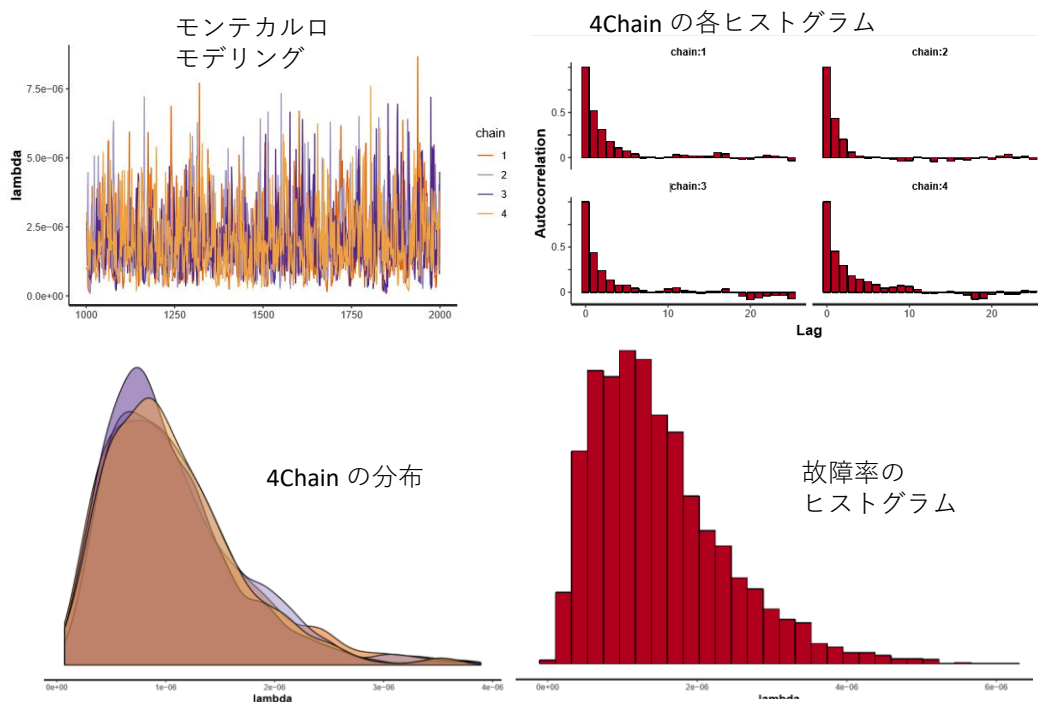 モンテカルロ
モデリング
7.5e-06
5.0e-06
2.5e-06
0.0e+00
lambda
1000 1250 1500 1750 2000
chain
1
2
3
4
4Chain の各ヒストグラム
chain:1 chain:2
0.5
0
chain:3 chain:4
0.5
0
Autocorrelation
0 10 20 0 10 20
Lag
4Chain の分布
0e+00 1e-06 2e-06 3e-06 4e-06
lambda
故障率の
ヒストグラム
0e+00 2e-06 4e-06 6e-06
lambda